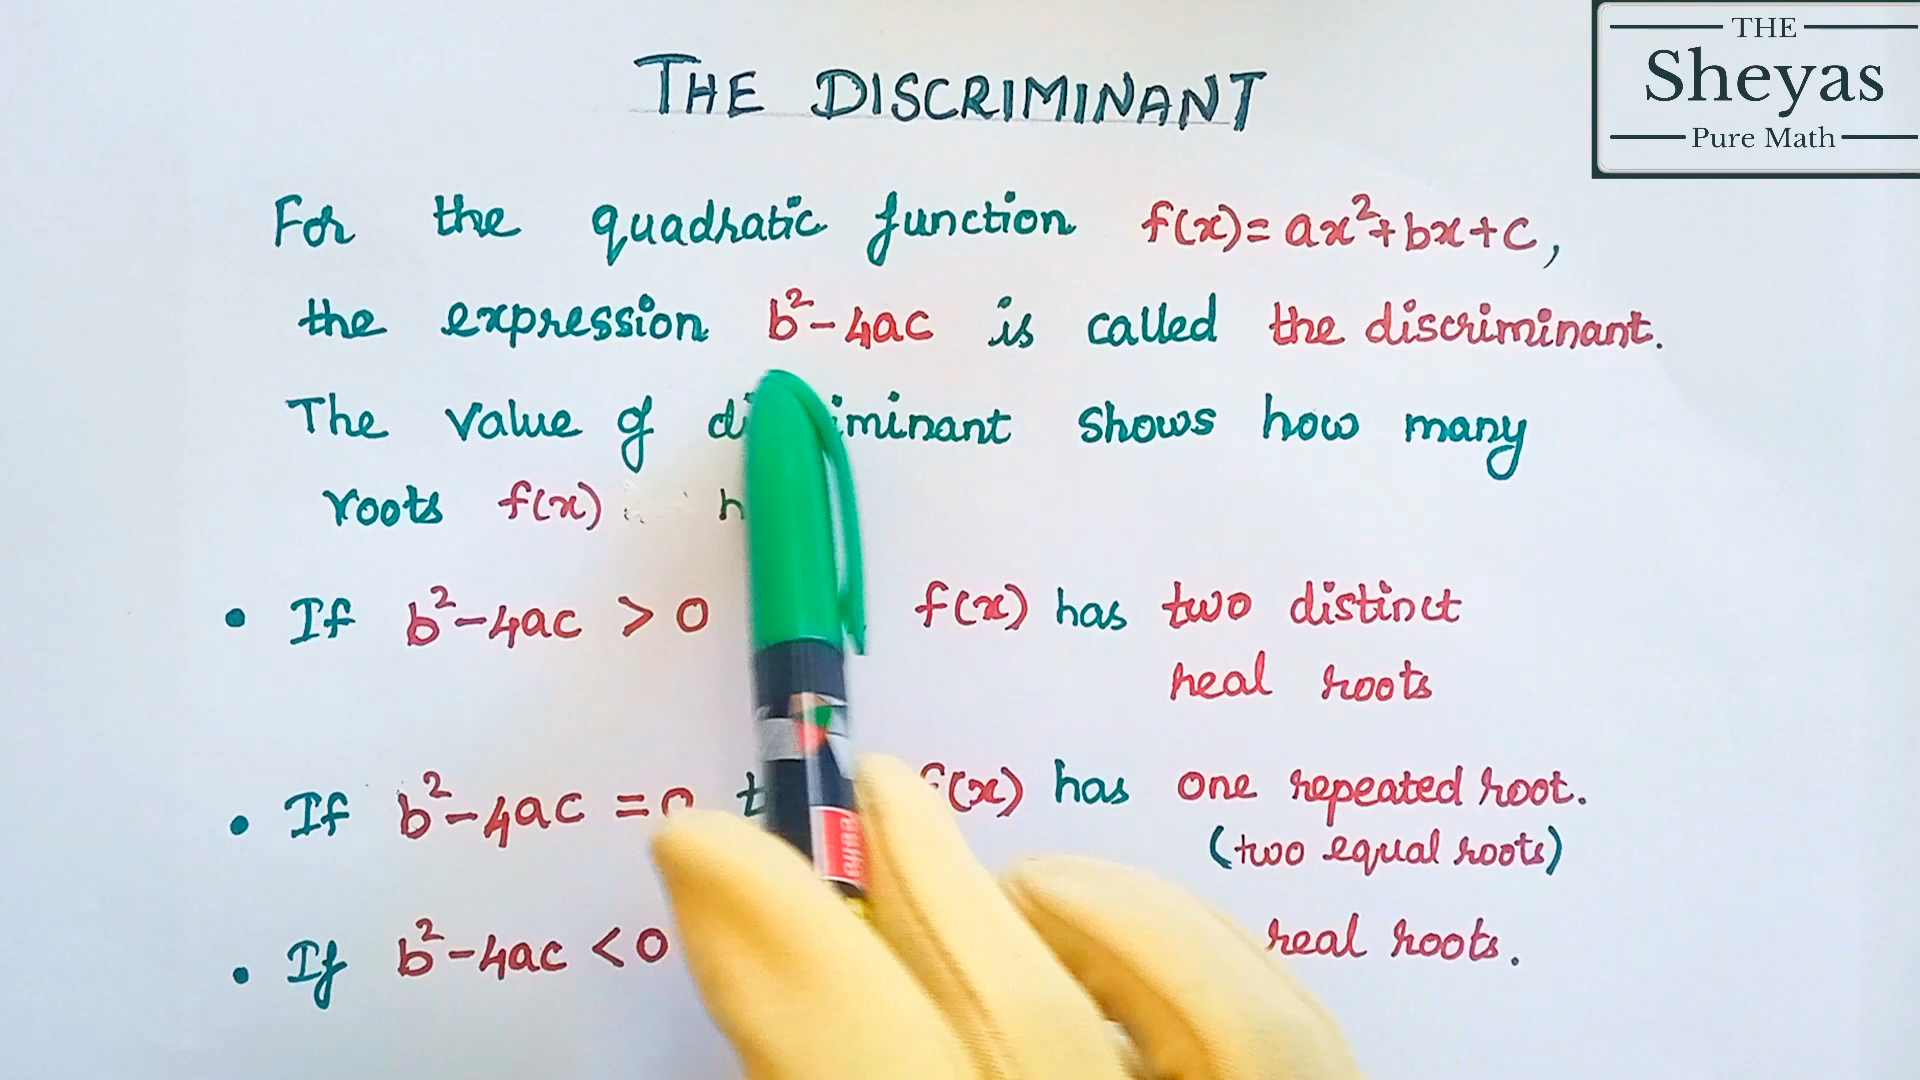 THE DISCRIMINANT
THE
Sheyas
Pure Math
For the quadratic function f(x)= ax²+bx+c,
the expression b²-4ac is called the discriminant.
The value of shows how many
roots f(x)
• If b²-4ac > 0 f(x) has two distinct
real roots
• If b²-4ac =0 f(x) has one repeated root.
(two equal roots)
• If b²-4ac <0 real roots.